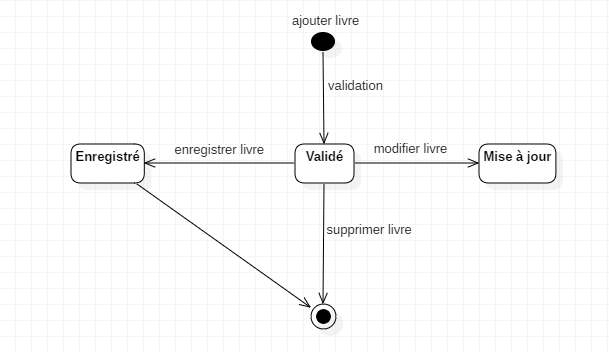 ajouter livre
validation
Enregistré
enregistrer livre
Validé
modifier livre
Mise à jour
supprimer livre